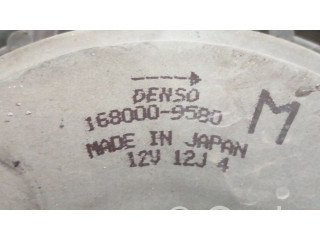 DENSO
168000-9580
M
MADE IN JAPAN
12V 12J 4